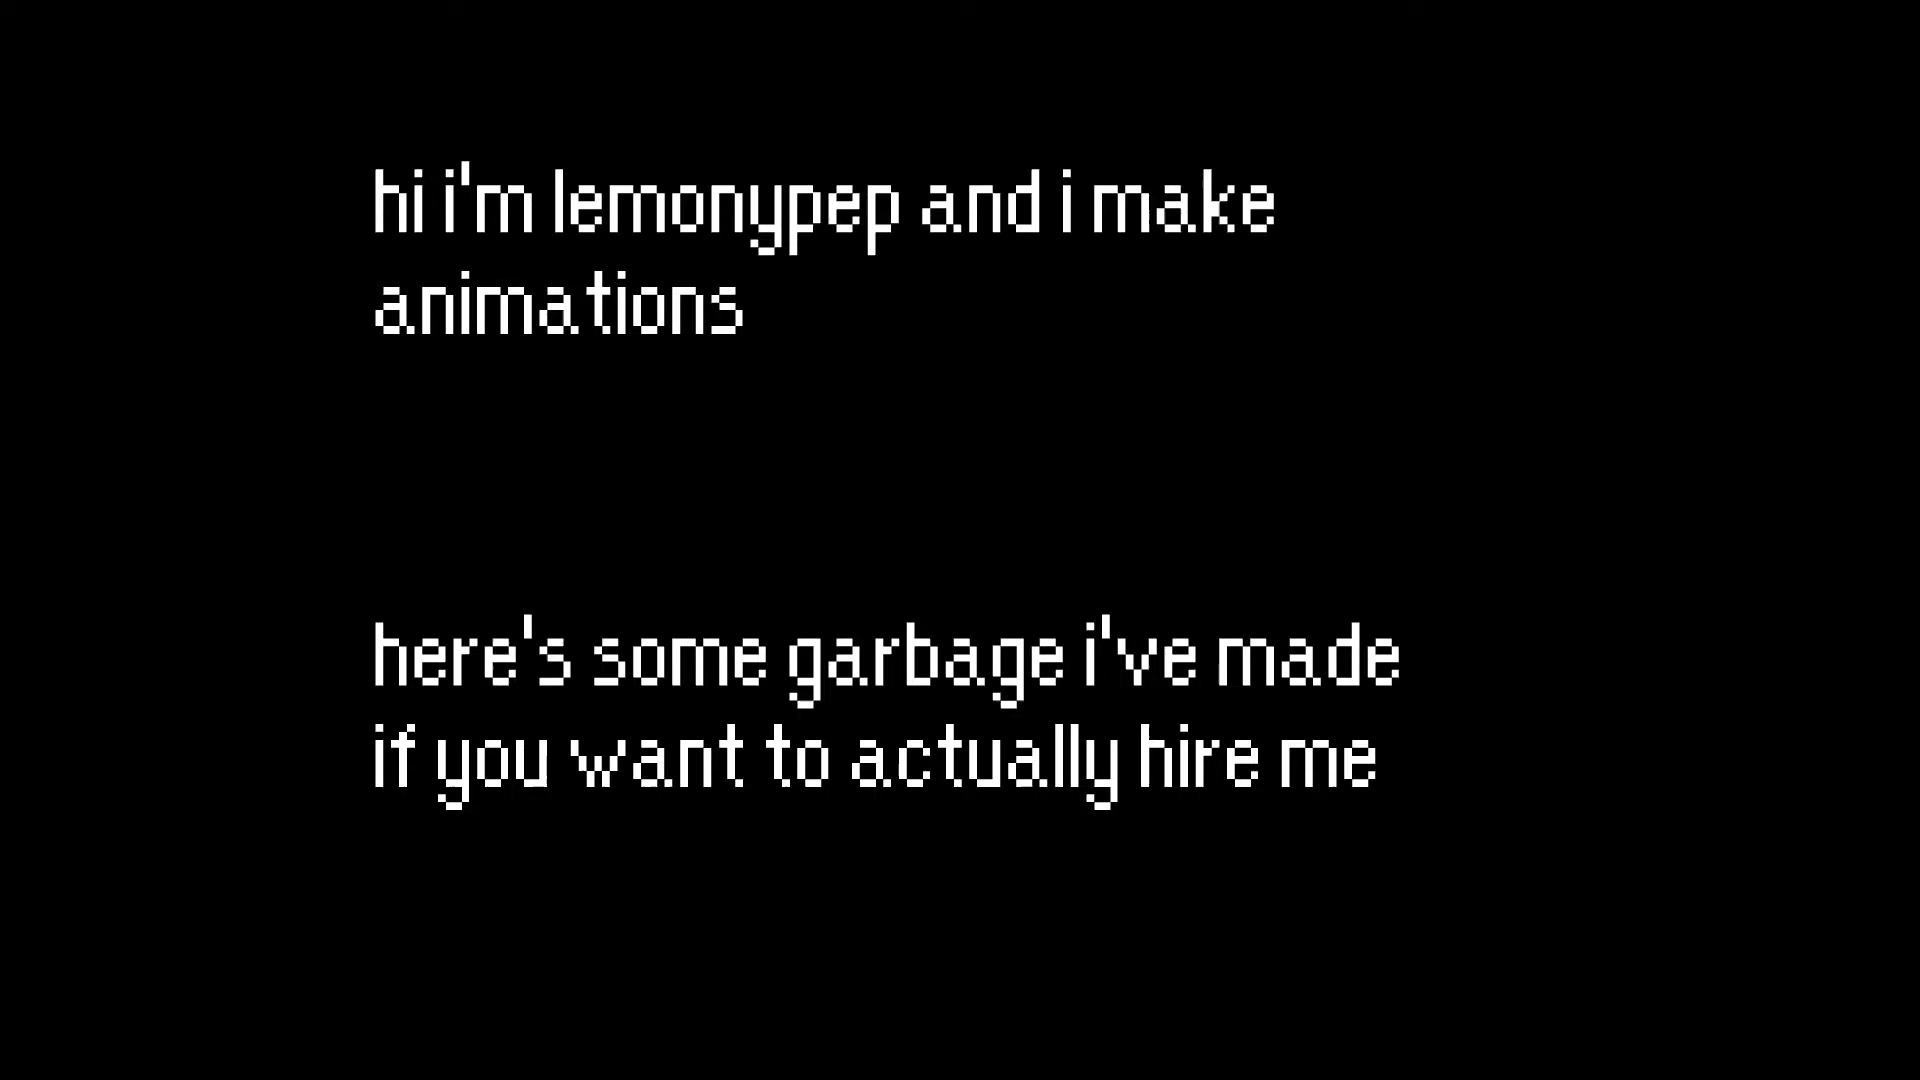 hi i'm lemonypep and i make
animations
here's some garbage i've made
if you want to actually hire me